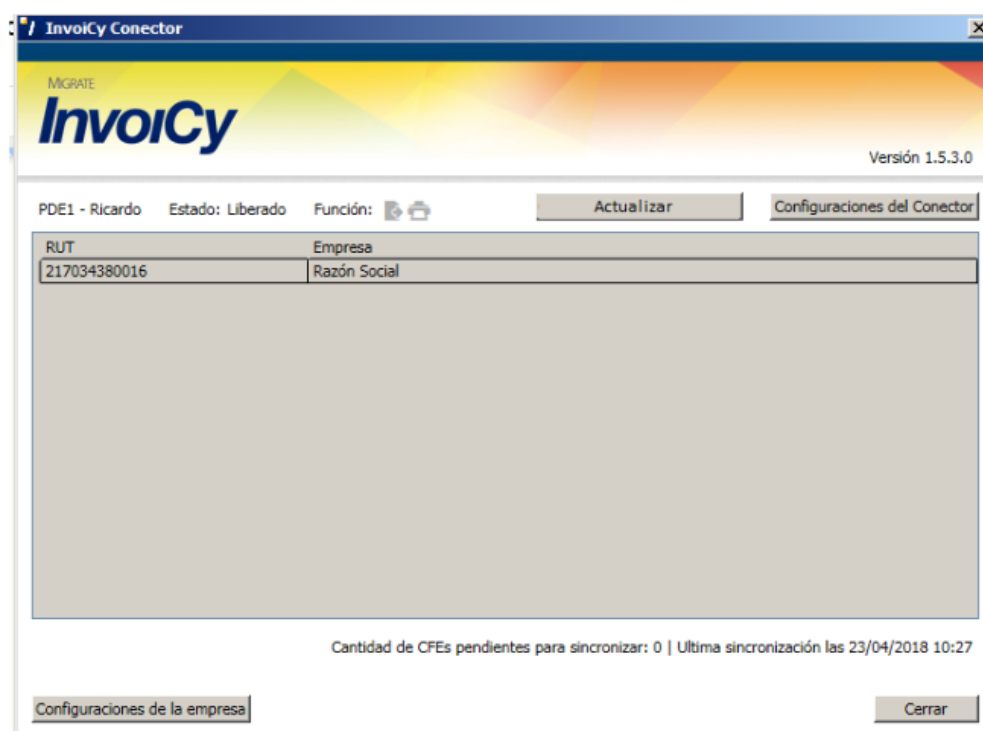 InvoiCy Conector
MIGRATE
InvoiCy
Versión 1.5.3.0
PDE1 - Ricardo Estado: Liberado Función: Actualizar Configuraciones del Conector
RUT Empresa
217034380016 Razón Social
Cantidad de CFEs pendientes para sincronizar: 0 | Ultima sincronización las 23/04/2018 10:27
Configuraciones de la empresa Cerrar